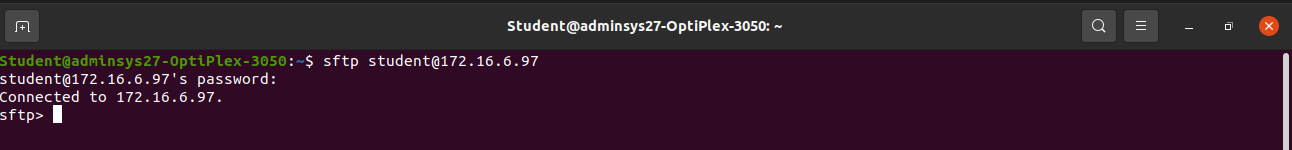 Student@adminsys27-OptiPlex-3050: ~
Student@adminsys27-OptiPlex-3050:~$ sftp student@172.16.6.97
student@172.16.6.97's password:
Connected to 172.16.6.97.
sftp>